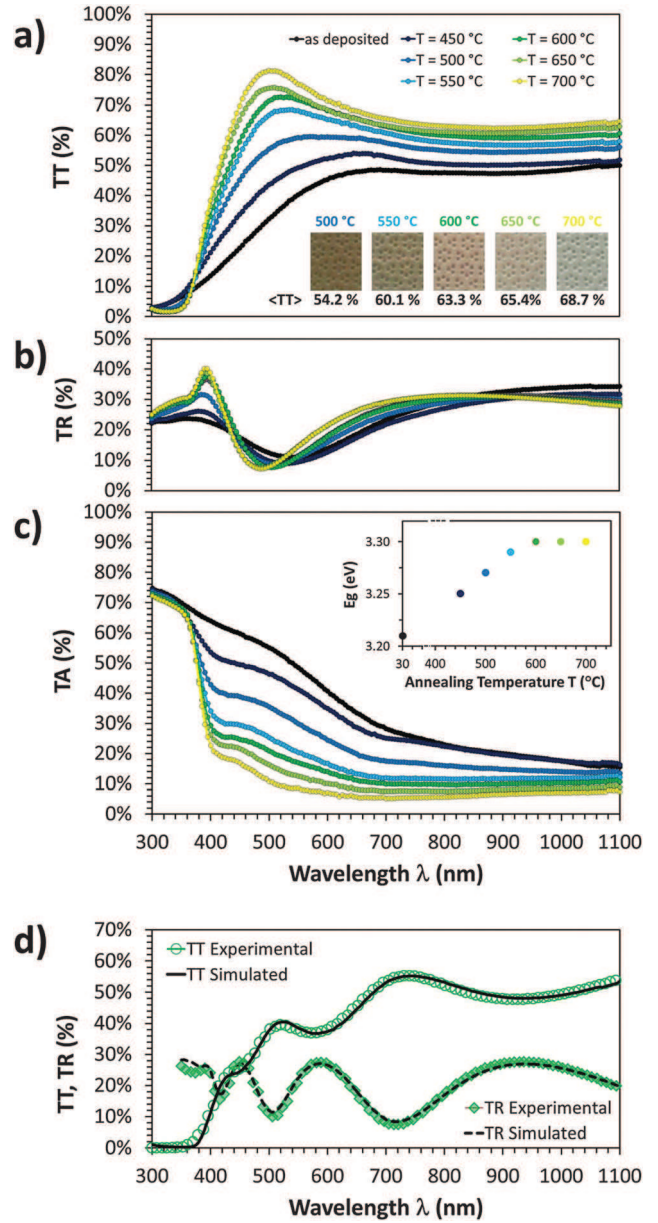 a)
100%
90%
80%
70%
60%
50%
40%
30%
20%
10%
0%
TT (%)
as deposited T = 450 °C T = 600 °C
T = 500 °C T = 650 °C
T = 550 °C T = 700 °C
500 °C 550 °C 600 °C 650 °C 700 °C
<TT> 54.2 % 60.1 % 63.3 % 65.4% 68.7 %
b)
50%
40%
30%
20%
10%
0%
TR (%)
c)
100%
90%
80%
70%
60%
50%
40%
30%
20%
10%
0%
TA (%)
3.30
3.25
3.20
Eg (eV)
30 400 500 600 700
Annealing Temperature T (°C)
300 400 500 600 700 800 900 1000 1100
Wavelength λ (nm)
d)
70%
60%
50%
40%
30%
20%
10%
0%
TT, TR (%)
TT Experimental
TT Simulated
TR Experimental
TR Simulated
300 400 500 600 700 800 900 1000 1100
Wavelength λ (nm)